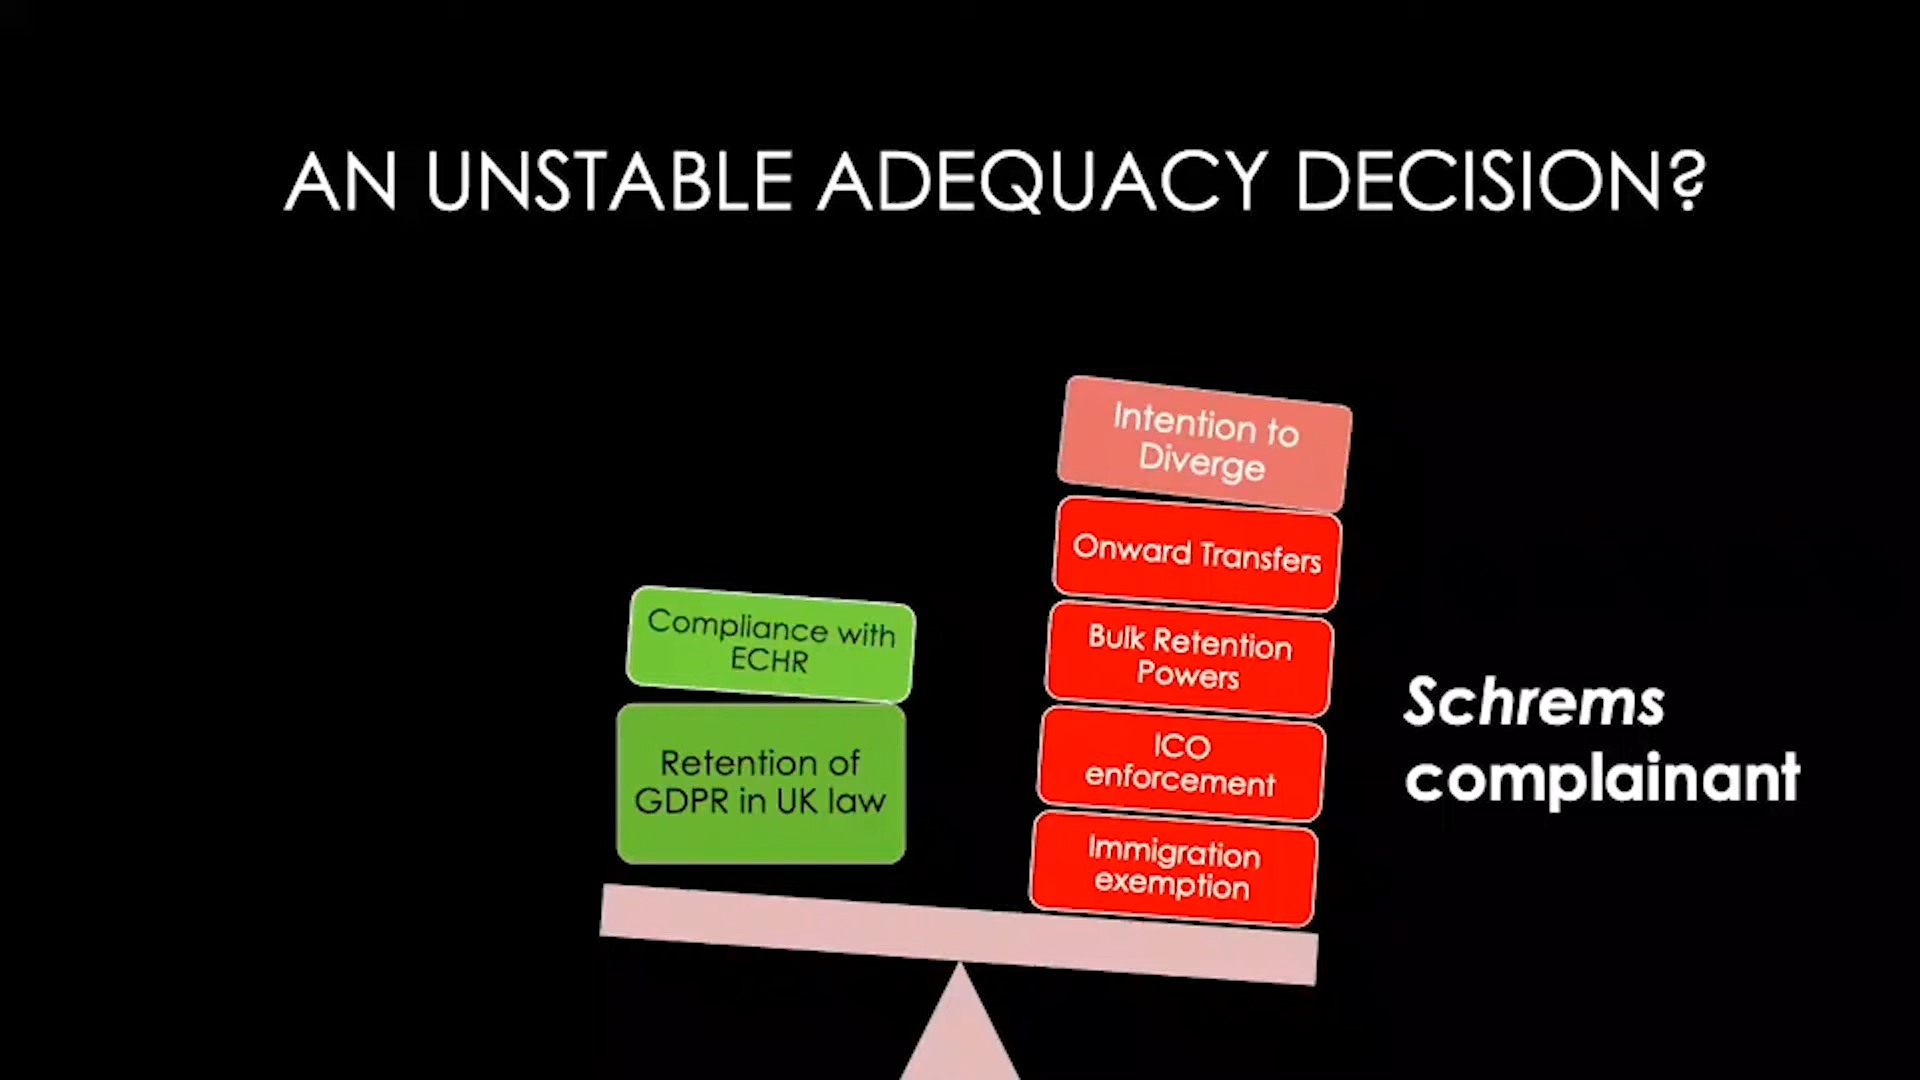 AN UNSTABLE ADEQUACY DECISION?
Intention to
Diverge
Onward Transfers
Bulk Retention
Powers
ICO
enforcement
Immigration
exemption
Compliance with
ECHR
Retention of
GDPR in UK law
Schrems
complainant